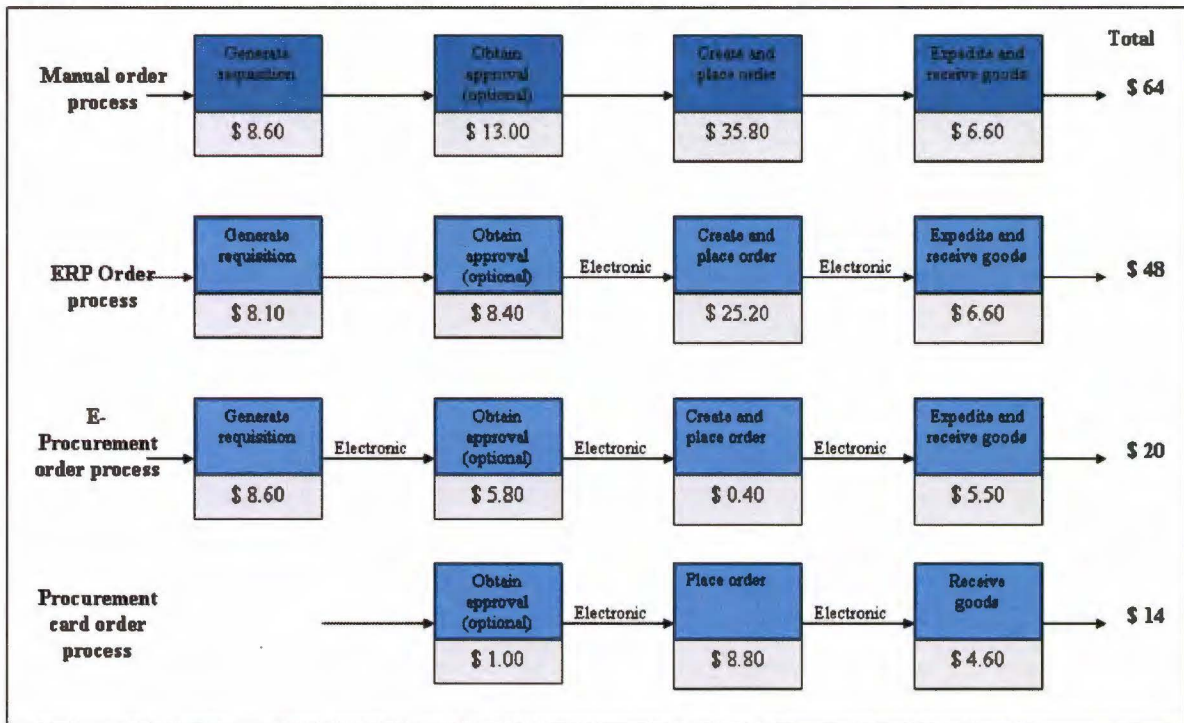 Total
Manual order
process
Generate
requisition
$ 8.60
Obtain
approval
(optional)
$ 13.00
Create and
place order
$ 35.80
Expedite and
receive goods
$ 6.60
$ 64
ERP Order
process
Generate
requisition
$ 8.10
Obtain
approval
(optional)
$ 8.40
Electronic
Create and
place order
$ 25.20
Electronic
Expedite and
receive goods
$ 6.60
$ 48
E-
Procurement
order process
Generate
requisition
$ 8.60
Electronic
Obtain
approval
(optional)
$ 5.80
Electronic
Create and
place order
$ 0.40
Electronic
Expedite and
receive goods
$ 5.50
$ 20
Procurement
card order
process
Obtain
approval
(optional)
$ 1.00
Electronic
Place order
$ 8.80
Electronic
Receive
goods
$ 4.60
$ 14